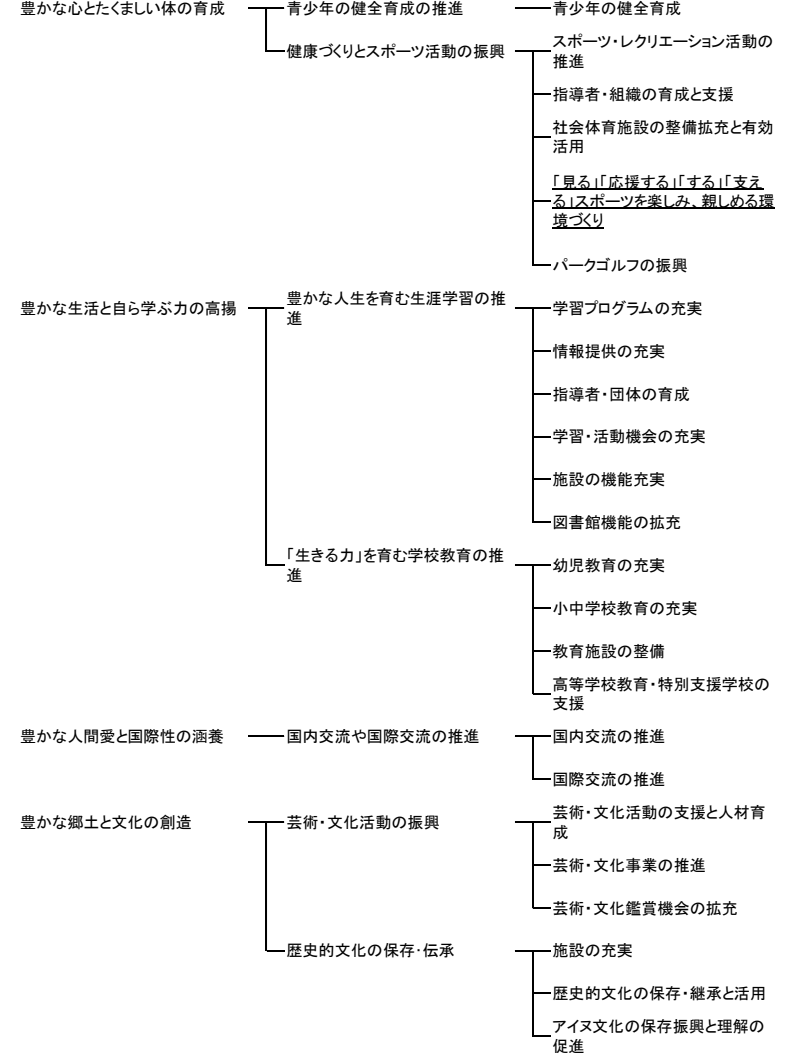 豊かな心とたくましい体の育成
青少年の健全育成の推進
青少年の健全育成
健康づくりとスポーツ活動の振興
スポーツ・レクリエーション活動の
推進
指導者・組織の育成と支援
社会体育施設の整備拡充と有効
活用
「見る」「応援する」「する」「支え
る」スポーツを楽しみ、親しめる環
境づくり
パークゴルフの振興
豊かな生活と自ら学ぶ力の高揚
豊かな人生を育む生涯学習の推
進
学習プログラムの充実
情報提供の充実
指導者・団体の育成
学習・活動機会の充実
施設の機能充実
図書館機能の拡充
「生きる力」を育む学校教育の推
進
幼児教育の充実
小中学校教育の充実
教育施設の整備
高等学校教育・特別支援学校の
支援
豊かな人間愛と国際性の涵養
国内交流や国際交流の推進
国内交流の推進
国際交流の推進
豊かな郷土と文化の創造
芸術・文化活動の振興
芸術・文化活動の支援と人材育
成
芸術・文化事業の推進
芸術・文化鑑賞機会の拡充
歴史的文化の保存・伝承
施設の充実
歴史的文化の保存・継承と活用
アイヌ文化の保存振興と理解の
促進